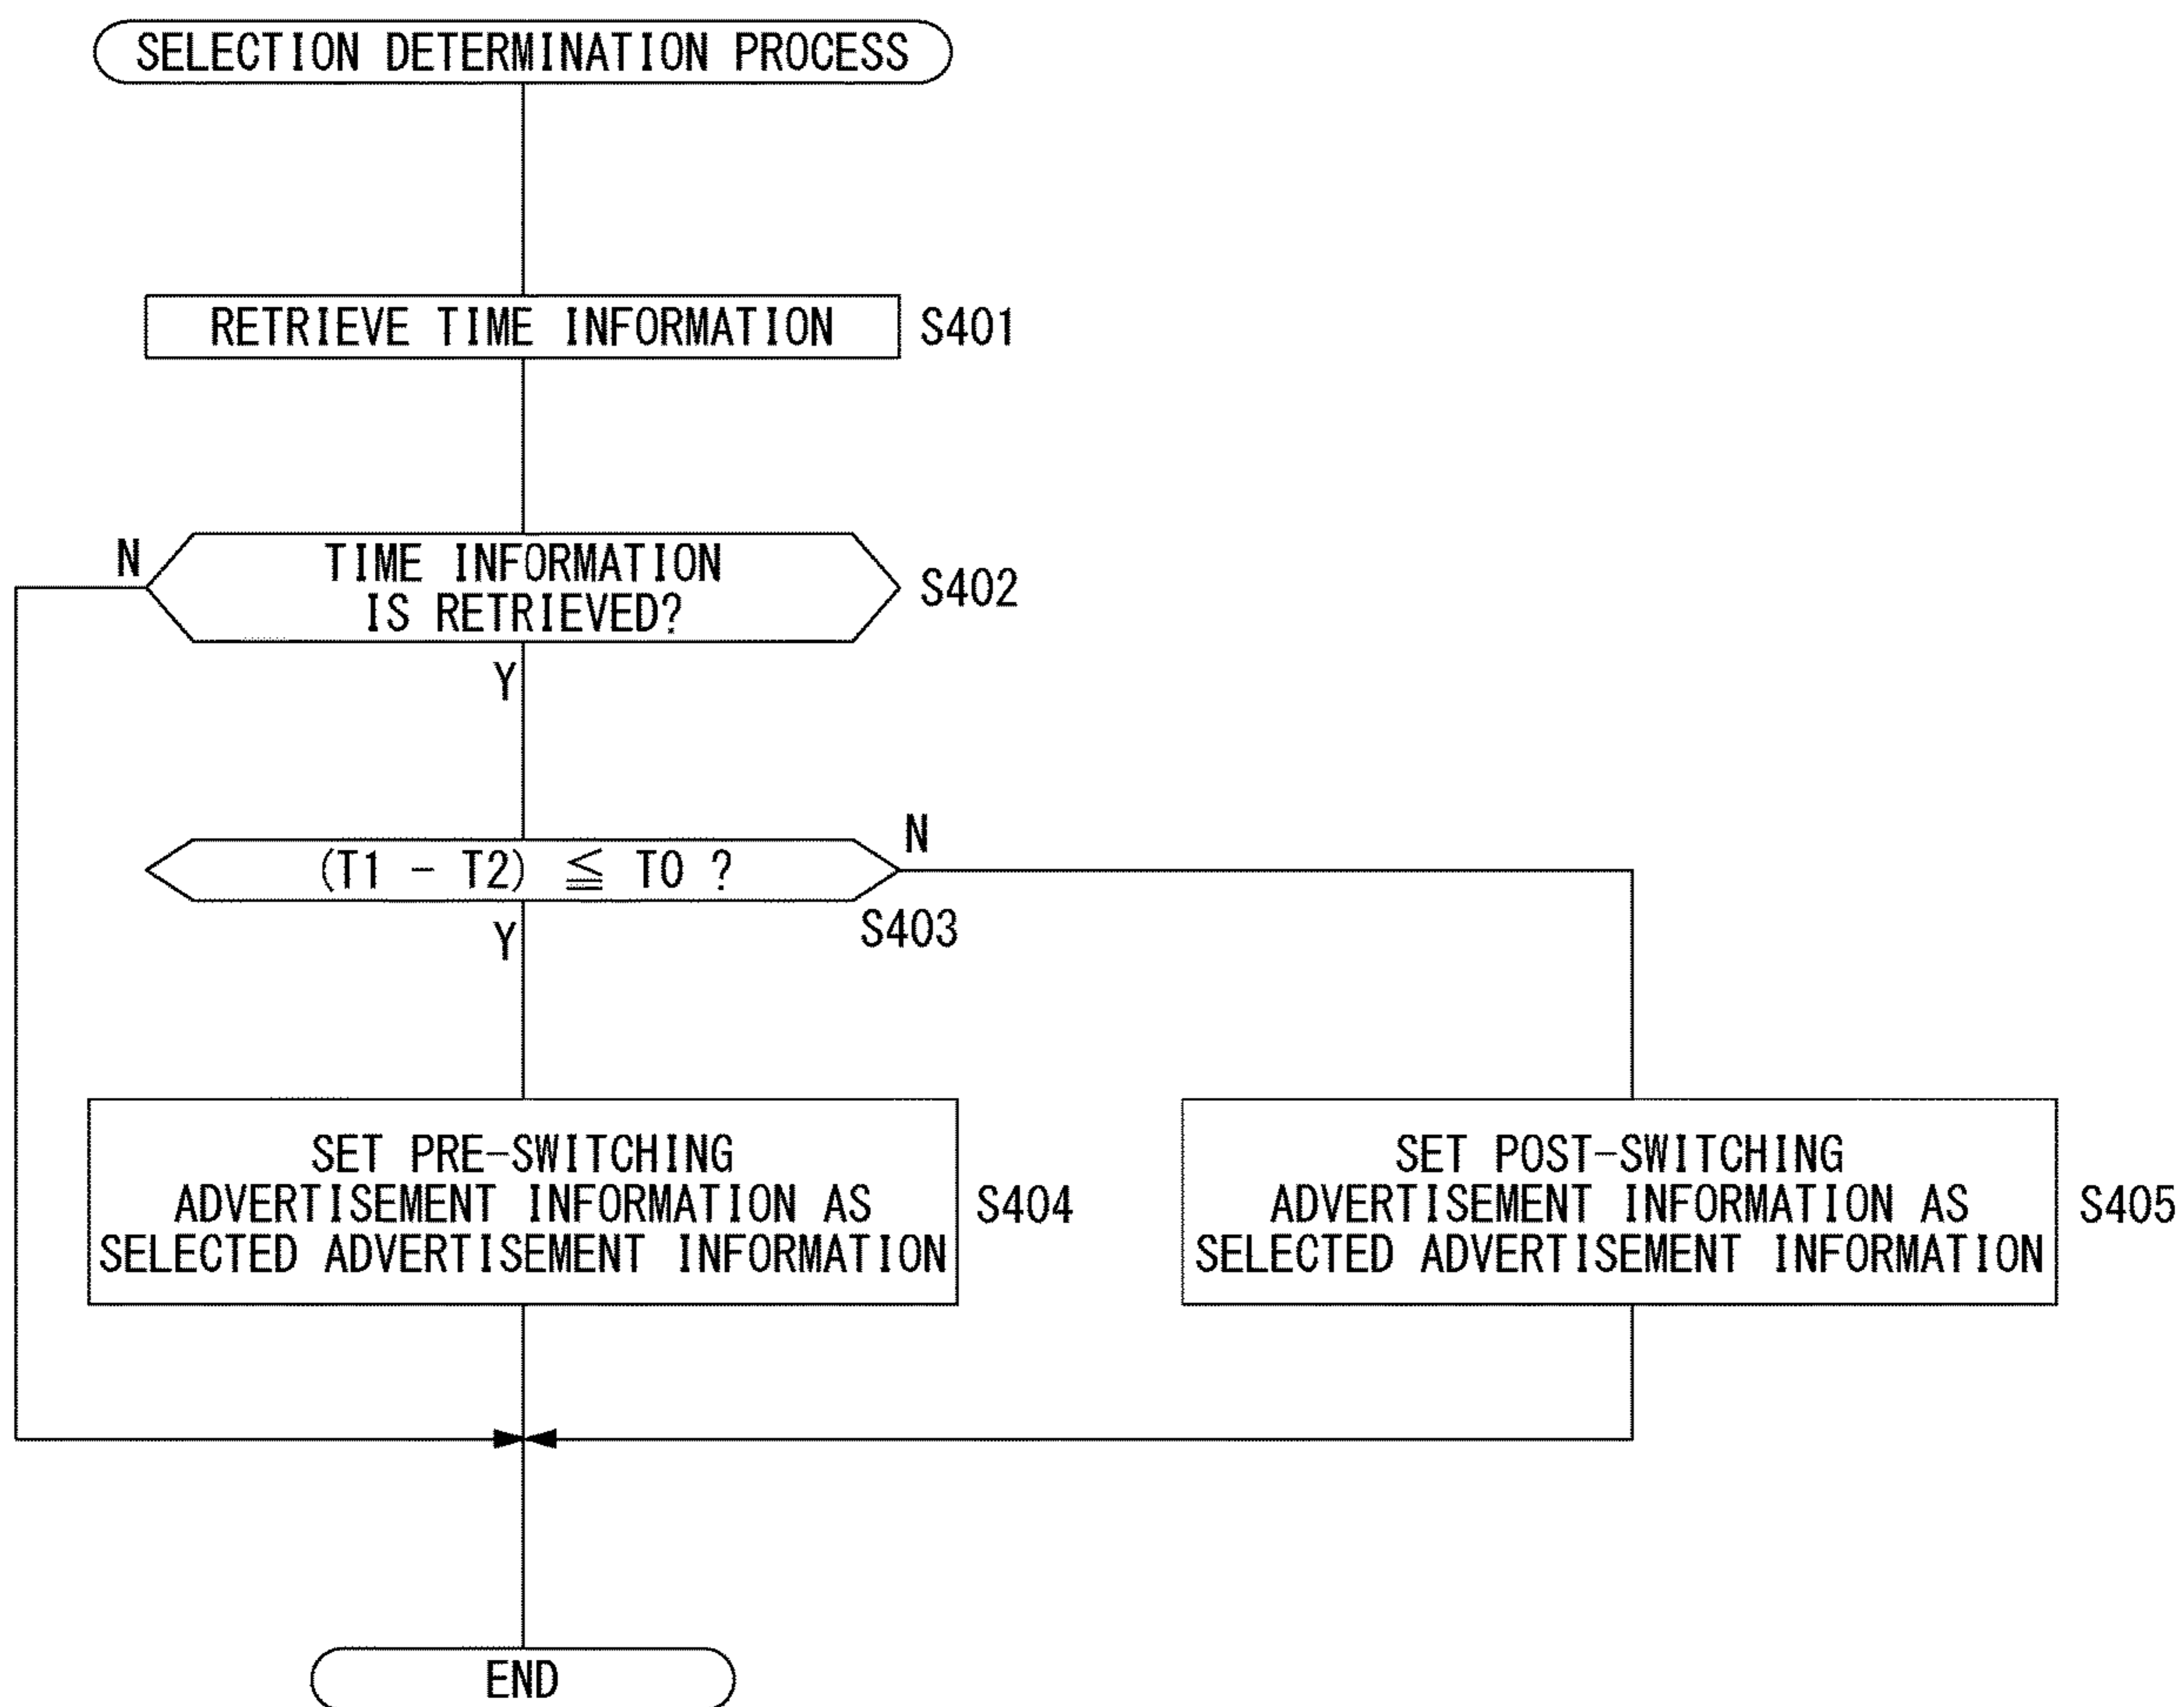 SELECTION DETERMINATION PROCESS
RETRIEVE TIME INFORMATION
S401
N
TIME INFORMATION
IS RETRIEVED?
S402
Y
(T1 - T2) ≦ T0 ?
N
S403
Y
SET PRE-SWITCHING
ADVERTISEMENT INFORMATION AS
SELECTED ADVERTISEMENT INFORMATION
S404
SET POST-SWITCHING
ADVERTISEMENT INFORMATION AS
SELECTED ADVERTISEMENT INFORMATION
S405
END